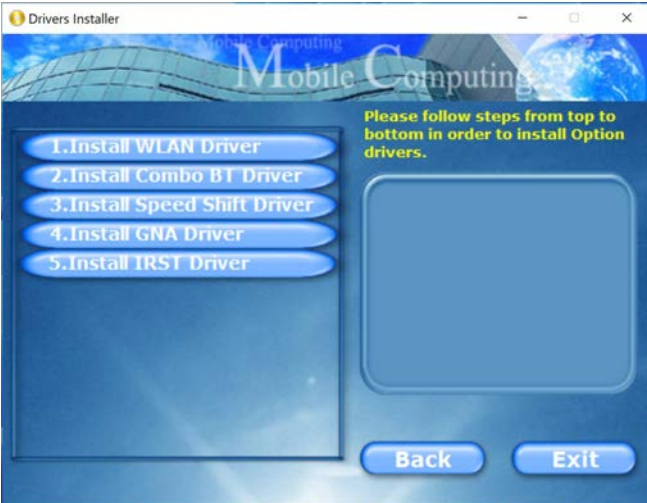 Drivers Installer
Mobile Computing
Mobile Computing
Please follow steps from top to
bottom in order to install Option
drivers.
1.Install WLAN Driver
2.Install Combo BT Driver
3.Install Speed Shift Driver
4.Install GNA Driver
5.Install IRST Driver
Back
Exit